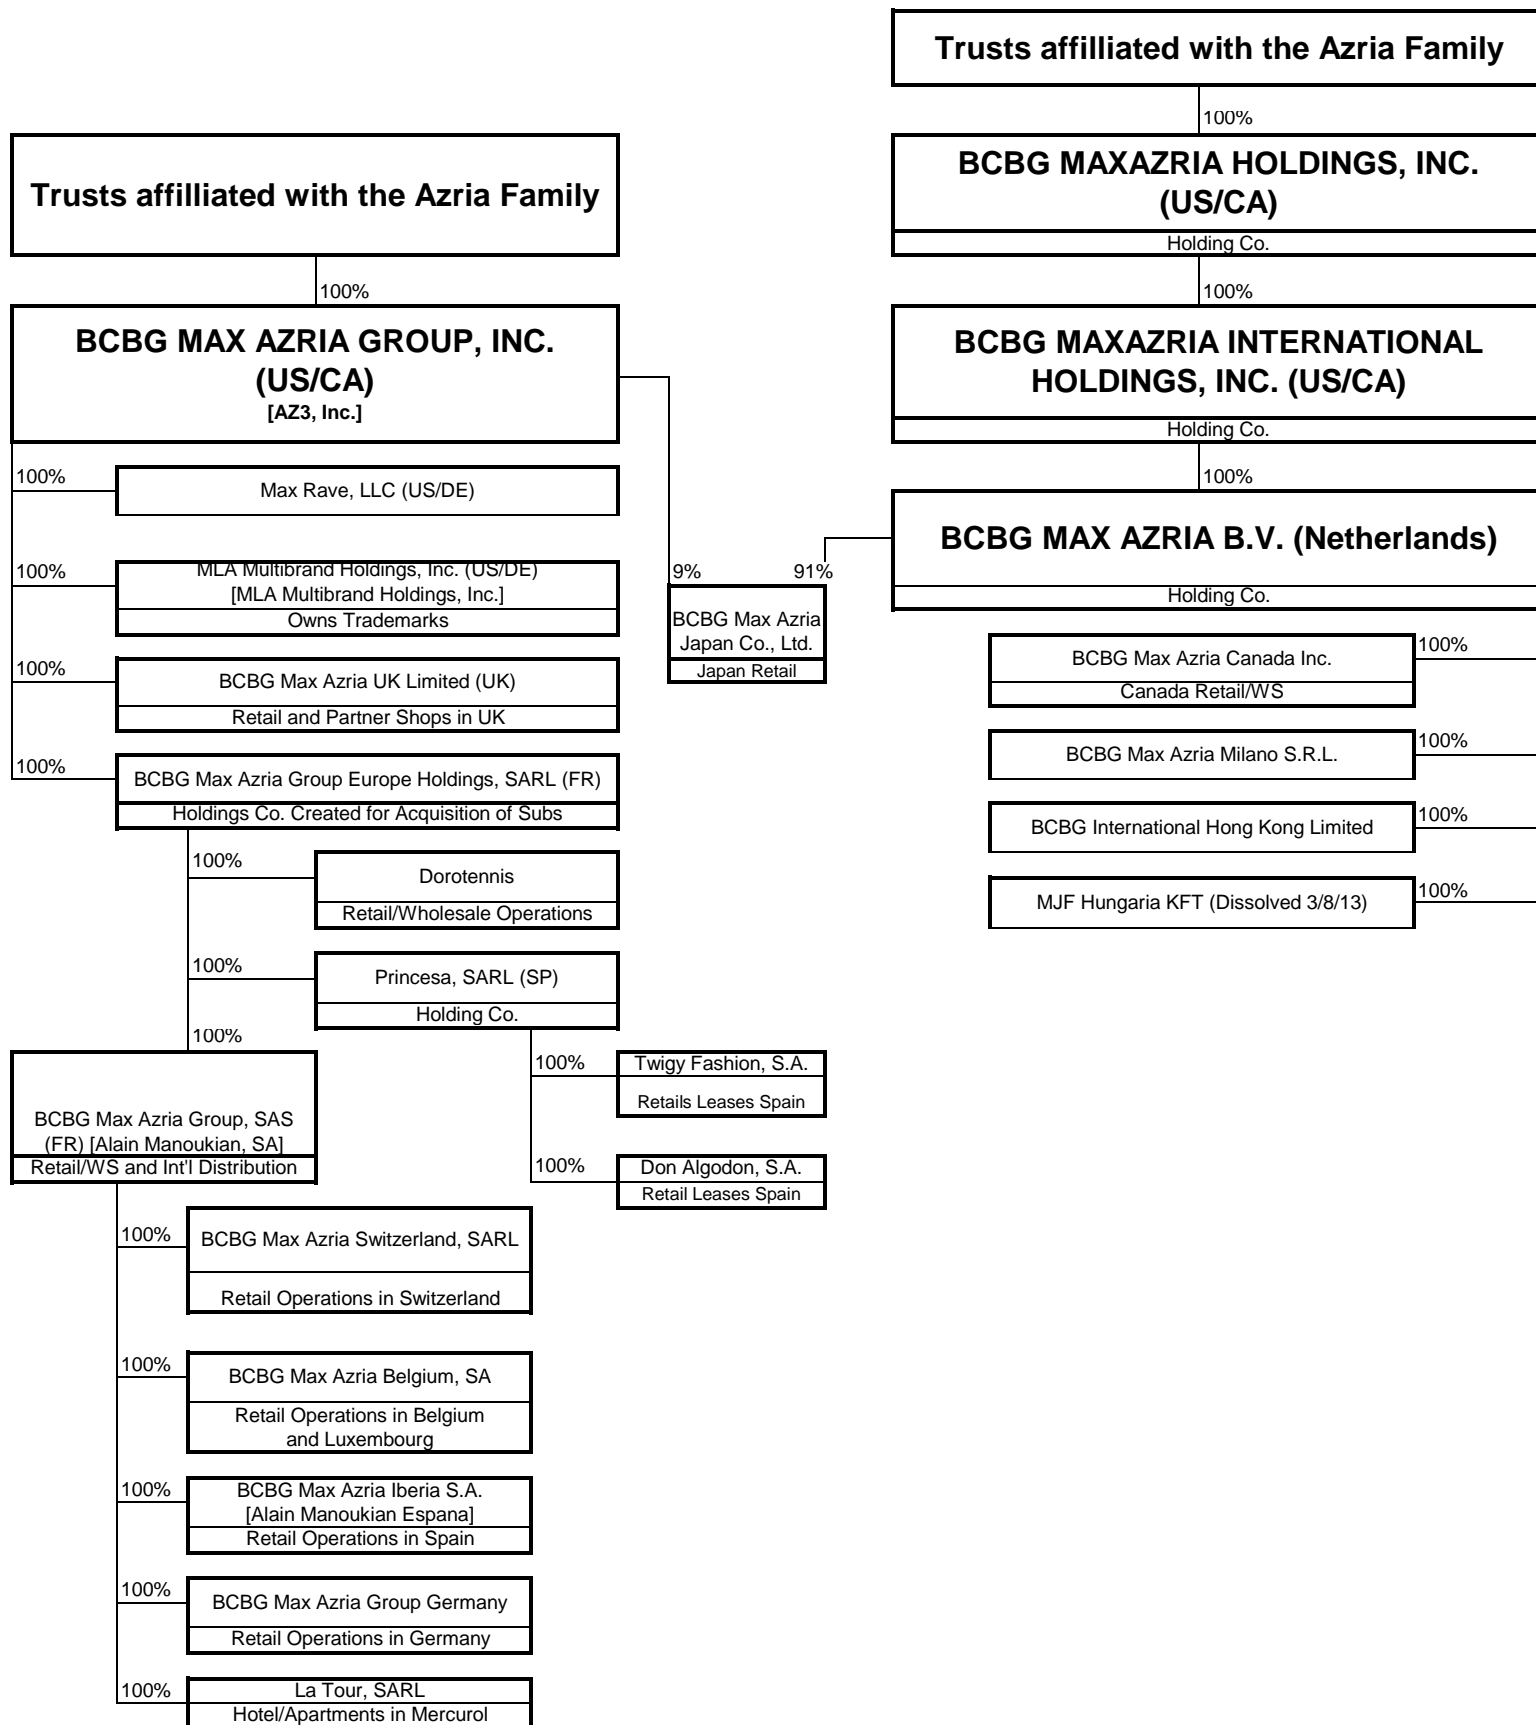 Trusts affilliated with the Azria Family
100%
BCBG MAXAZRIA HOLDINGS, INC.
(US/CA)
Holding Co.
Trusts affilliated with the Azria Family
100%
100%
BCBG MAX AZRIA GROUP, INC.
(US/CA)
[AZ3, Inc.]
BCBG MAXAZRIA INTERNATIONAL
HOLDINGS, INC. (US/CA)
Holding Co.
100%
100%
Max Rave, LLC (US/DE)
BCBG MAX AZRIA B.V. (Netherlands)
Holding Co.
100%
MLA Multibrand Holdings, Inc. (US/DE)
[MLA Multibrand Holdings, Inc.]
Owns Trademarks
9%
91%
BCBG Max Azria
Japan Co., Ltd.
Japan Retail
100%
BCBG Max Azria UK Limited (UK)
Retail and Partner Shops in UK
BCBG Max Azria Canada Inc.
100%
Canada Retail/WS
BCBG Max Azria Milano S.R.L.
100%
100%
BCBG Max Azria Group Europe Holdings, SARL (FR)
Holdings Co. Created for Acquisition of Subs
BCBG International Hong Kong Limited
100%
100%
Dorotennis
Retail/Wholesale Operations
MJF Hungaria KFT (Dissolved 3/8/13)
100%
100%
Princesa, SARL (SP)
Holding Co.
100%
BCBG Max Azria Group, SAS
(FR) [Alain Manoukian, SA]
Retail/WS and Int'l Distribution
100%
Twigy Fashion, S.A.
Retails Leases Spain
100%
Don Algodon, S.A.
Retail Leases Spain
100%
BCBG Max Azria Switzerland, SARL
Retail Operations in Switzerland
100%
BCBG Max Azria Belgium, SA
Retail Operations in Belgium
and Luxembourg
100%
BCBG Max Azria Iberia S.A.
[Alain Manoukian Espana]
Retail Operations in Spain
100%
BCBG Max Azria Group Germany
Retail Operations in Germany
100%
La Tour, SARL
Hotel/Apartments in Mercurol